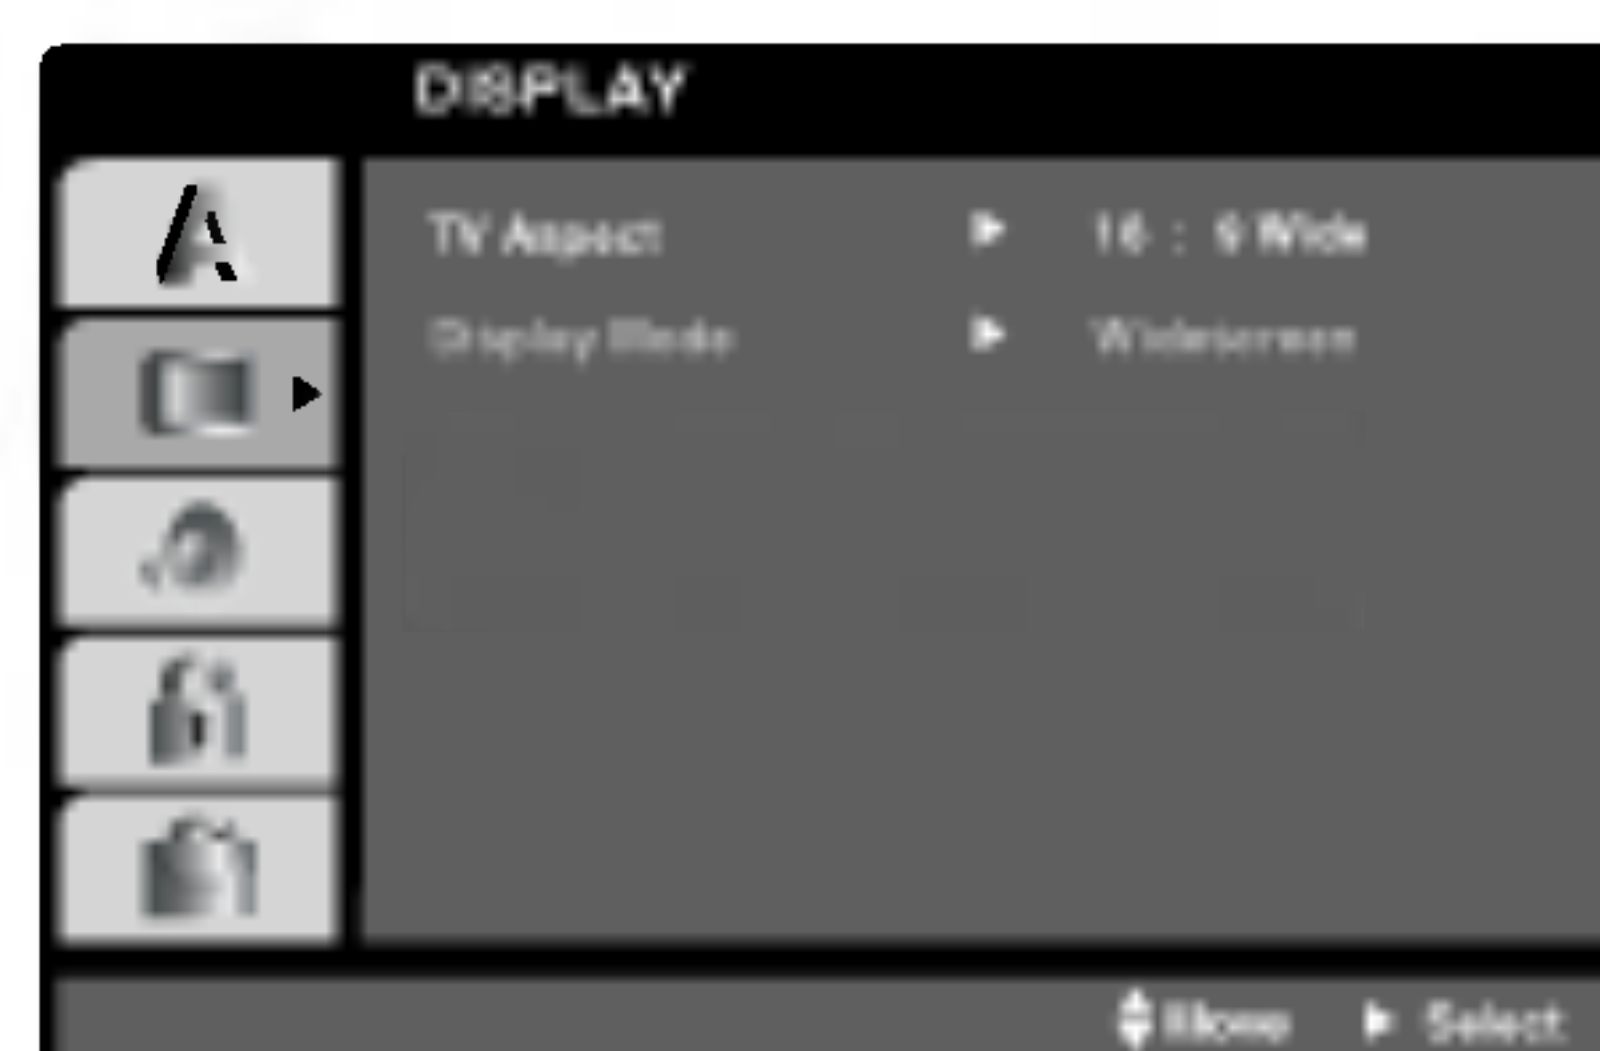 DISPLAY
A
TV Aspect ► 16 : 9 Wide
Display Mode ► Widescreen
Move ► Select